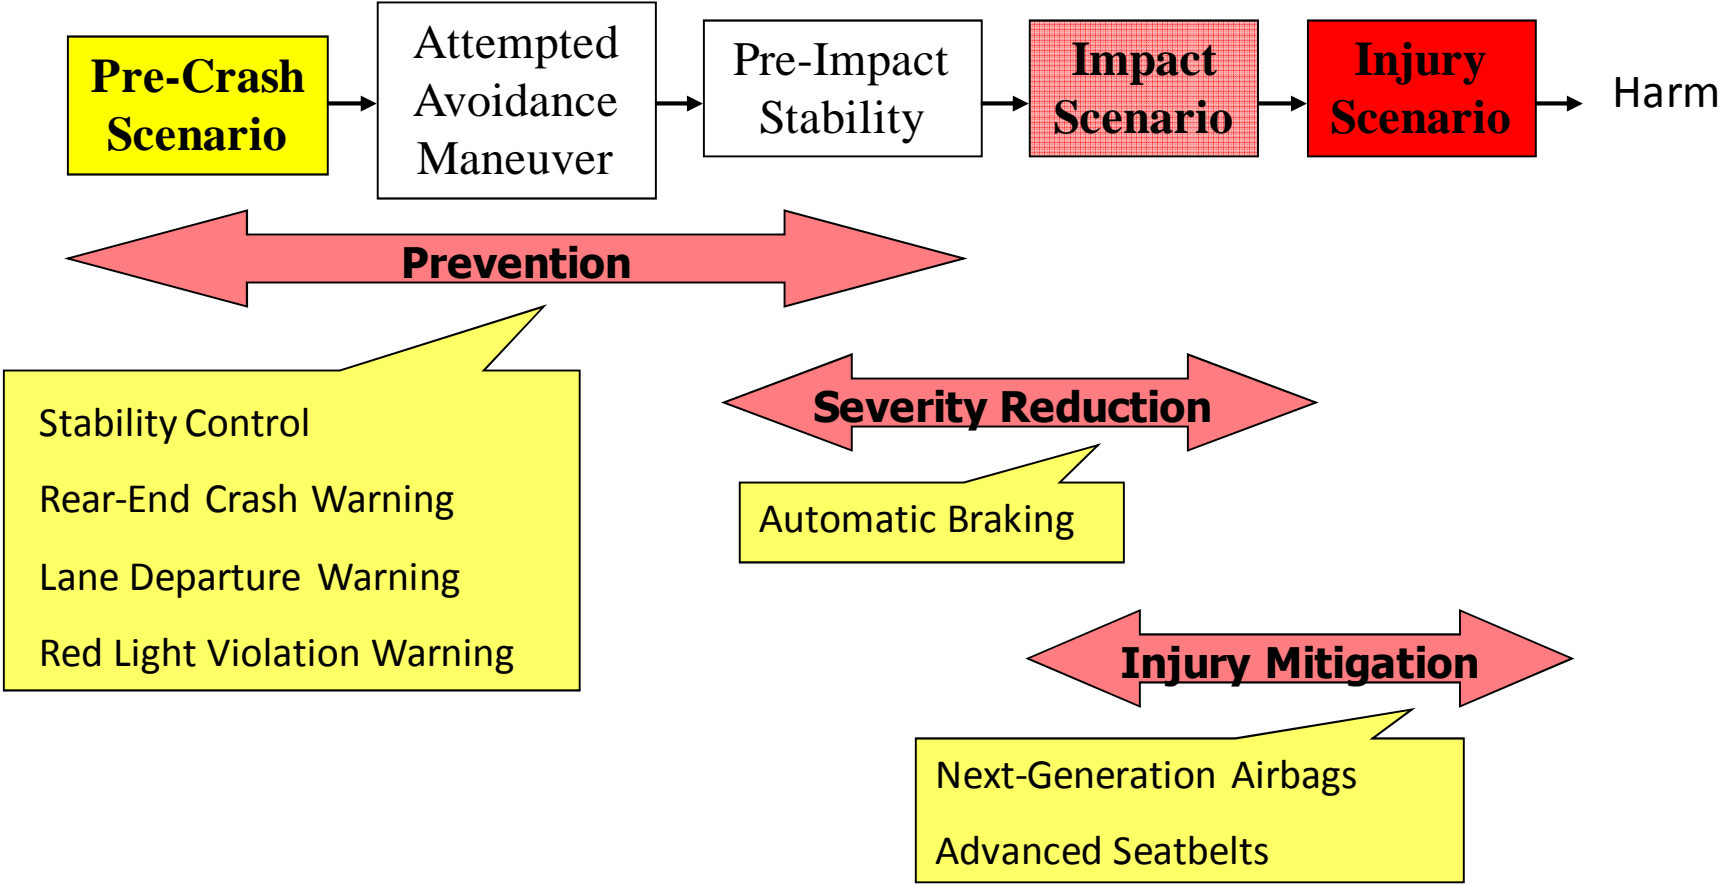 Pre-Crash
Scenario
Attempted
Avoidance
Maneuver
Pre-Impact
Stability
Impact
Scenario
Injury
Scenario
Harm
Prevention
Stability Control
Rear-End Crash Warning
Lane Departure Warning
Red Light Violation Warning
Severity Reduction
Automatic Braking
Injury Mitigation
Next-Generation Airbags
Advanced Seatbelts